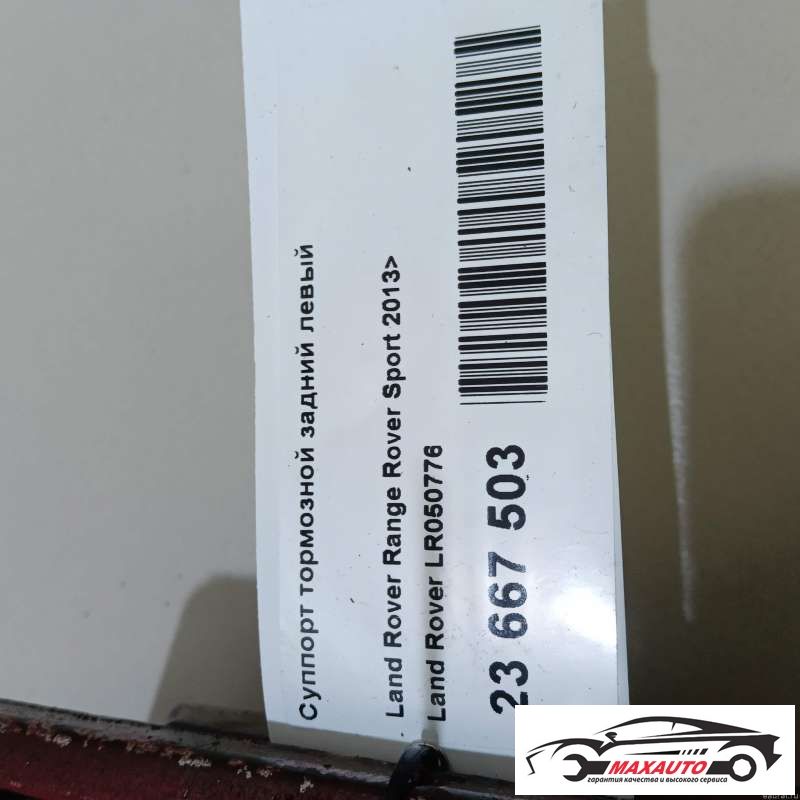 Суппорт тормозной задний левый
Land Rover Range Rover Sport 2013>
Land Rover LR050776
23 667 503
MAXAUTO
гарантия качества и высокого сервиса